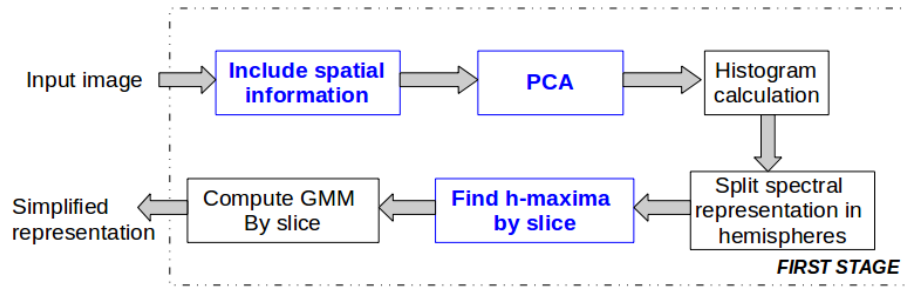 Input image
Include spatial
information
PCA
Histogram
calculation
Split spectral
representation in
hemispheres
Find h-maxima
by slice
Compute GMM
By slice
Simplified
representation
FIRST STAGE